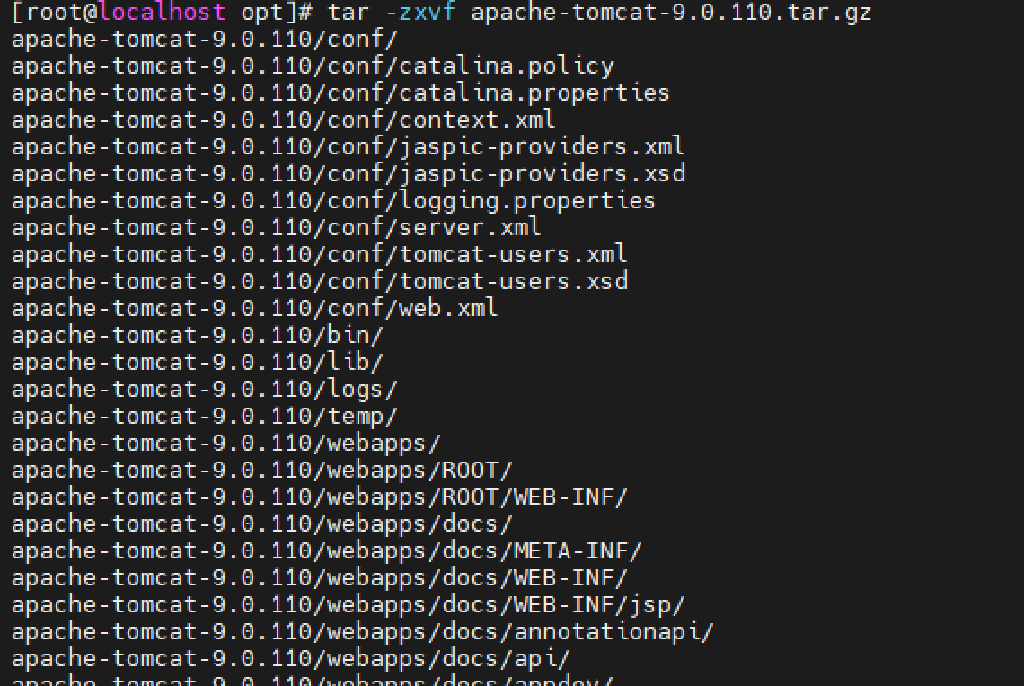 [root@localhost opt]# tar -zxvf apache-tomcat-9.0.110.tar.gz
apache-tomcat-9.0.110/conf/
apache-tomcat-9.0.110/conf/catalina.policy
apache-tomcat-9.0.110/conf/catalina.properties
apache-tomcat-9.0.110/conf/context.xml
apache-tomcat-9.0.110/conf/jaspic-providers.xml
apache-tomcat-9.0.110/conf/jaspic-providers.xsd
apache-tomcat-9.0.110/conf/logging.properties
apache-tomcat-9.0.110/conf/server.xml
apache-tomcat-9.0.110/conf/tomcat-users.xml
apache-tomcat-9.0.110/conf/tomcat-users.xsd
apache-tomcat-9.0.110/conf/web.xml
apache-tomcat-9.0.110/bin/
apache-tomcat-9.0.110/lib/
apache-tomcat-9.0.110/logs/
apache-tomcat-9.0.110/temp/
apache-tomcat-9.0.110/webapps/
apache-tomcat-9.0.110/webapps/ROOT/
apache-tomcat-9.0.110/webapps/ROOT/WEB-INF/
apache-tomcat-9.0.110/webapps/docs/
apache-tomcat-9.0.110/webapps/docs/META-INF/
apache-tomcat-9.0.110/webapps/docs/WEB-INF/
apache-tomcat-9.0.110/webapps/docs/WEB-INF/jsp/
apache-tomcat-9.0.110/webapps/docs/annotationapi/
apache-tomcat-9.0.110/webapps/docs/api/
apache-tomcat-9.0.110/webapps/docs/appdev/